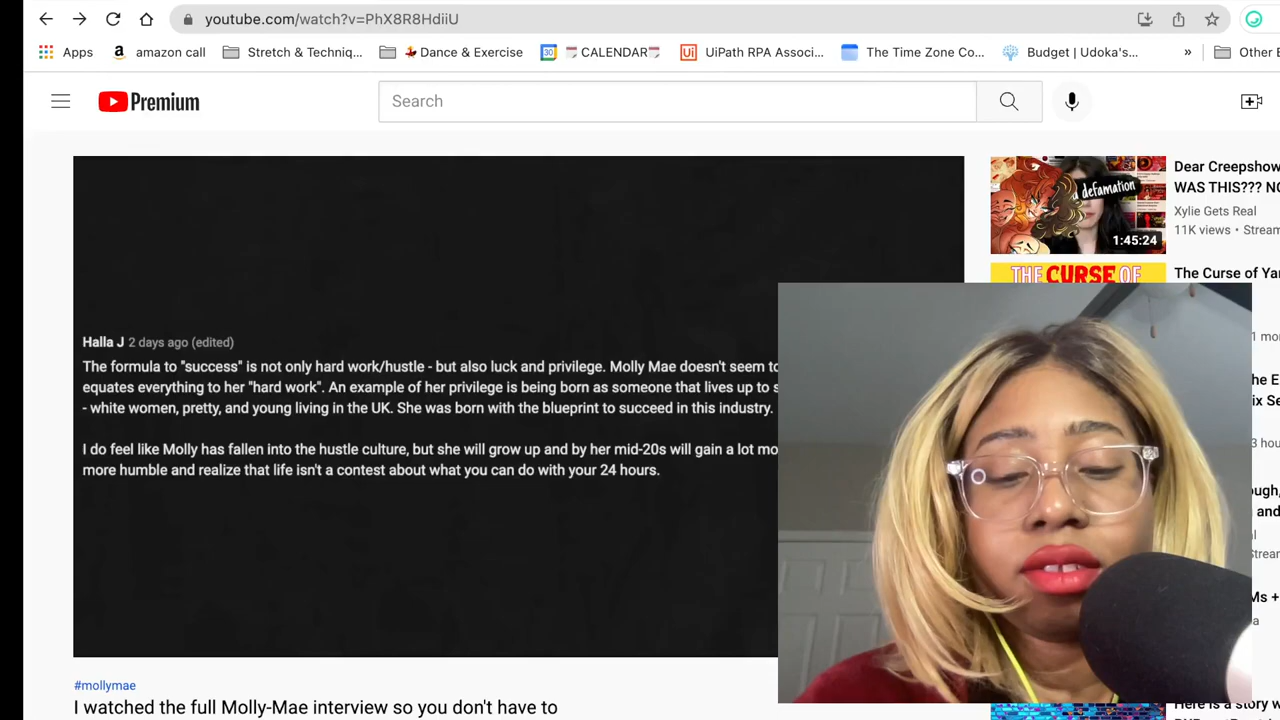 youtube.com/watch?v=PhX8R8HdiiU
Apps
amazon call
Stretch & Techniq...
Dance & Exercise
30 CALENDAR
Ui UiPath RPA Associ...
The Time Zone Co...
Budget | Udoka's...
»
Other
Premium
Search
defamation
1:45:24
Dear Creepshow
WAS THIS???
Xylie Gets Real
11K views • Stream
THE CURSE OF
The Curse of Yan
Halla J 2 days ago (edited)
The formula to "success" is not only hard work/hustle - but also luck and privilege. Molly Mae doesn't seem to
equates everything to her "hard work". An example of her privilege is being born as someone that lives up to
- white women, pretty, and young living in the UK. She was born with the blueprint to succeed in this industry.
I do feel like Molly has fallen into the hustle culture, but she will grow up and by her mid-20s will gain a lot
more humble and realize that life isn't a contest about what you can do with your 24 hours.
#mollymae
I watched the full Molly-Mae interview so you don't have to
Here is a story